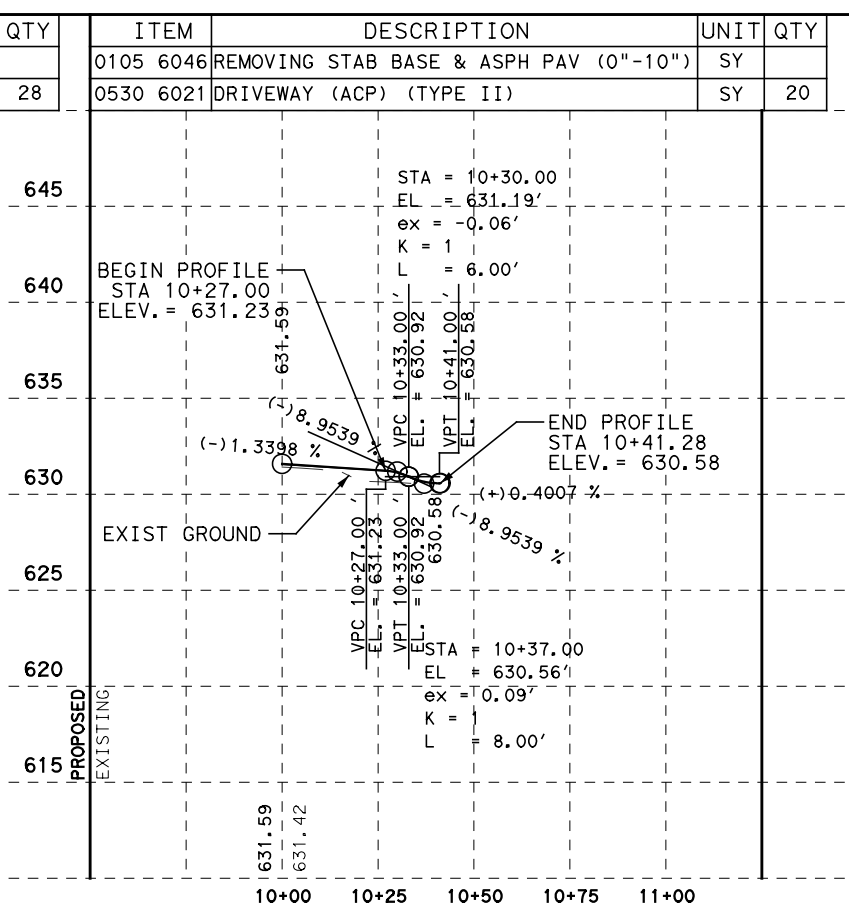 QTY ITEM DESCRIPTION UNIT QTY
0105 6046 REMOVING STAB BASE & ASPH PAV (0"-10") SY
28 0530 6021 DRIVEWAY (ACP) (TYPE II) SY 20
645
640
635
630
625
620
615
STA = 10+30.00
EL = 631.19'
ex = -0.06'
K = 1
L = 6.00'
BEGIN PROFILE
STA 10+27.00
ELEV.= 631.23
631.59
VPC 10+33.00 '
EL. = 630.92
VPT 10+41.00 '
EL. = 630.58
(-)8.9539 %
(-)1.3398 %
END PROFILE
STA 10+41.28
ELEV.= 630.58
(+)0.4007 %
(-)8.9539 %
EXIST GROUND
VPC 10+27.00 '
EL. = 631.23
VPT 10+33.00 '
EL. = 630.92
630.58
STA = 10+37.00
EL = 630.56'
ex = 0.09'
K = 1
L = 8.00'
PROPOSED
EXISTING
631.59
631.42
10+00 10+25 10+50 10+75 11+00